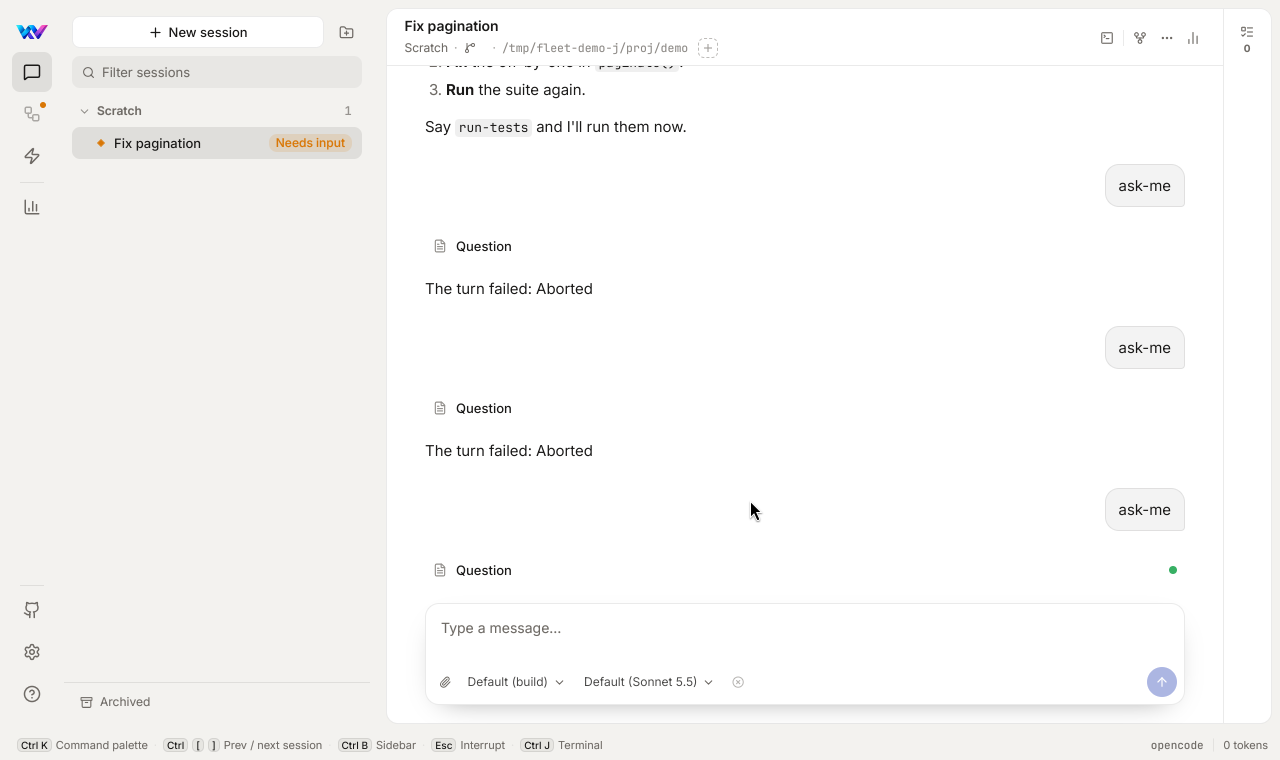 New session
Filter sessions
Scratch 1
Fix pagination Needs input
Archived
Fix pagination
Scratch · · /tmp/fleet-demo-j/proj/demo
0
3. Run the suite again.
Say run-tests and I'll run them now.
ask-me
Question
The turn failed: Aborted
ask-me
Question
The turn failed: Aborted
ask-me
Question
Type a message...
Default (build) Default (Sonnet 5.5)
Ctrl K Command palette Ctrl [ ] Prev / next session Ctrl B Sidebar Esc Interrupt Ctrl J Terminal
opencode 0 tokens